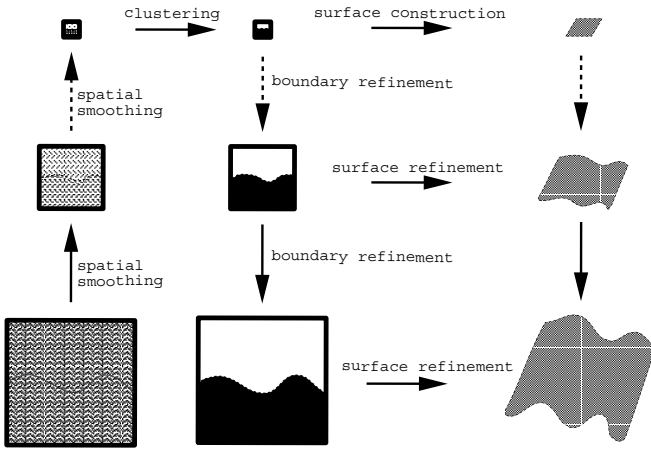 clustering
surface construction
spatial
smoothing
boundary refinement
surface refinement
spatial
smoothing
boundary refinement
surface refinement